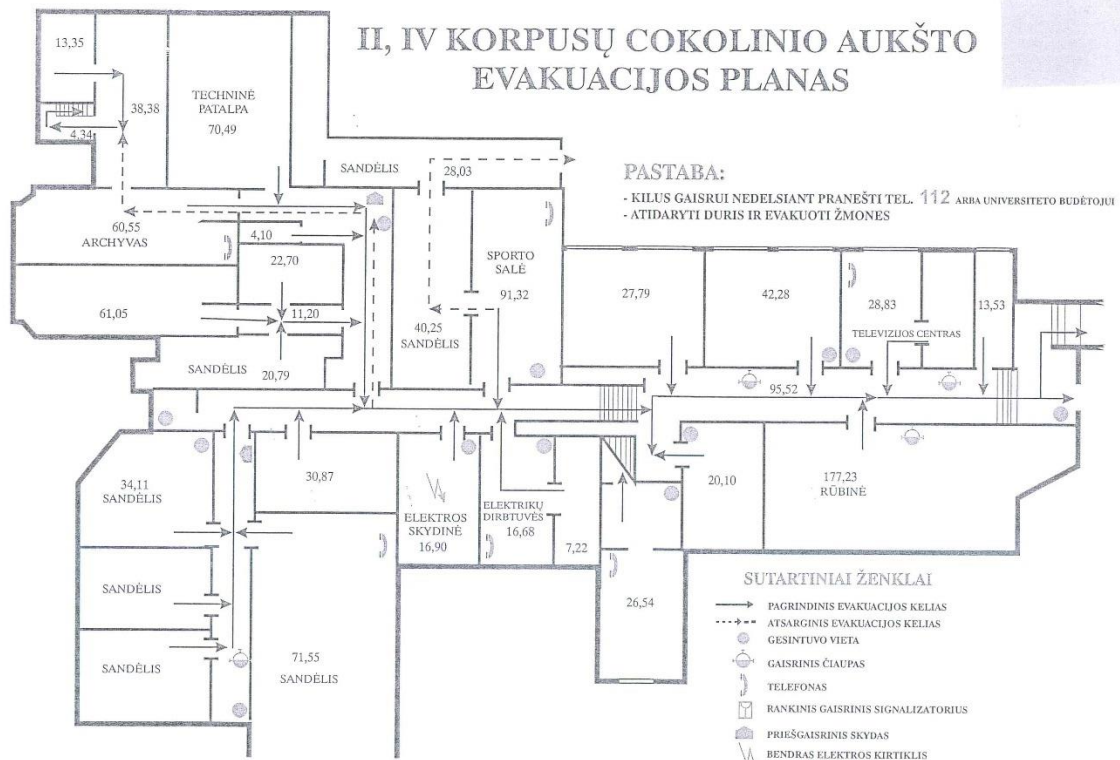 II, IV KORPUSŲ COKOLINIO AUKŠTO
EVAKUACIJOS PLANAS
PASTABA:
- KILUS GAISRUI NEDELSIANT PRANEŠTI TEL. 112 ARBA UNIVERSITETO BUDĖTOJUI
- ATIDARYTI DURIS IR EVAKUOTI ŽMONES
13,35
38,38
4,34
TECHNINĖ
PATALPA
70,49
SANDĖLIS
28,03
60,55
ARCHYVAS
4,10
22,70
61,05
11,20
SANDĖLIS
20,79
40,25
SANDĖLIS
SPORTO
SALĖ
91,32
27,79
42,28
28,83
TELEVIZIJOS CENTRAS
13,53
95,52
34,11
SANDĖLIS
30,87
ELEKTROS
SKYDINĖ
16,90
ELEKTRIKŲ
DIRBTUVĖS
16,68
7,22
20,10
177,23
RŪBINĖ
26,54
SANDĖLIS
SANDĖLIS
71,55
SANDĖLIS
SUTARTINIAI ŽENKLAI
PAGRINDINIS EVAKUACIJOS KELIAS
ATSARGINIS EVAKUACIJOS KELIAS
GESINTUVO VIETA
GAISRINIS ČIAUPAS
TELEFONAS
RANKINIS GAISRINIS SIGNALIZATORIUS
PRIEŠGAISRINIS SKYDAS
BENDRAS ELEKTROS KIRTIKLIS